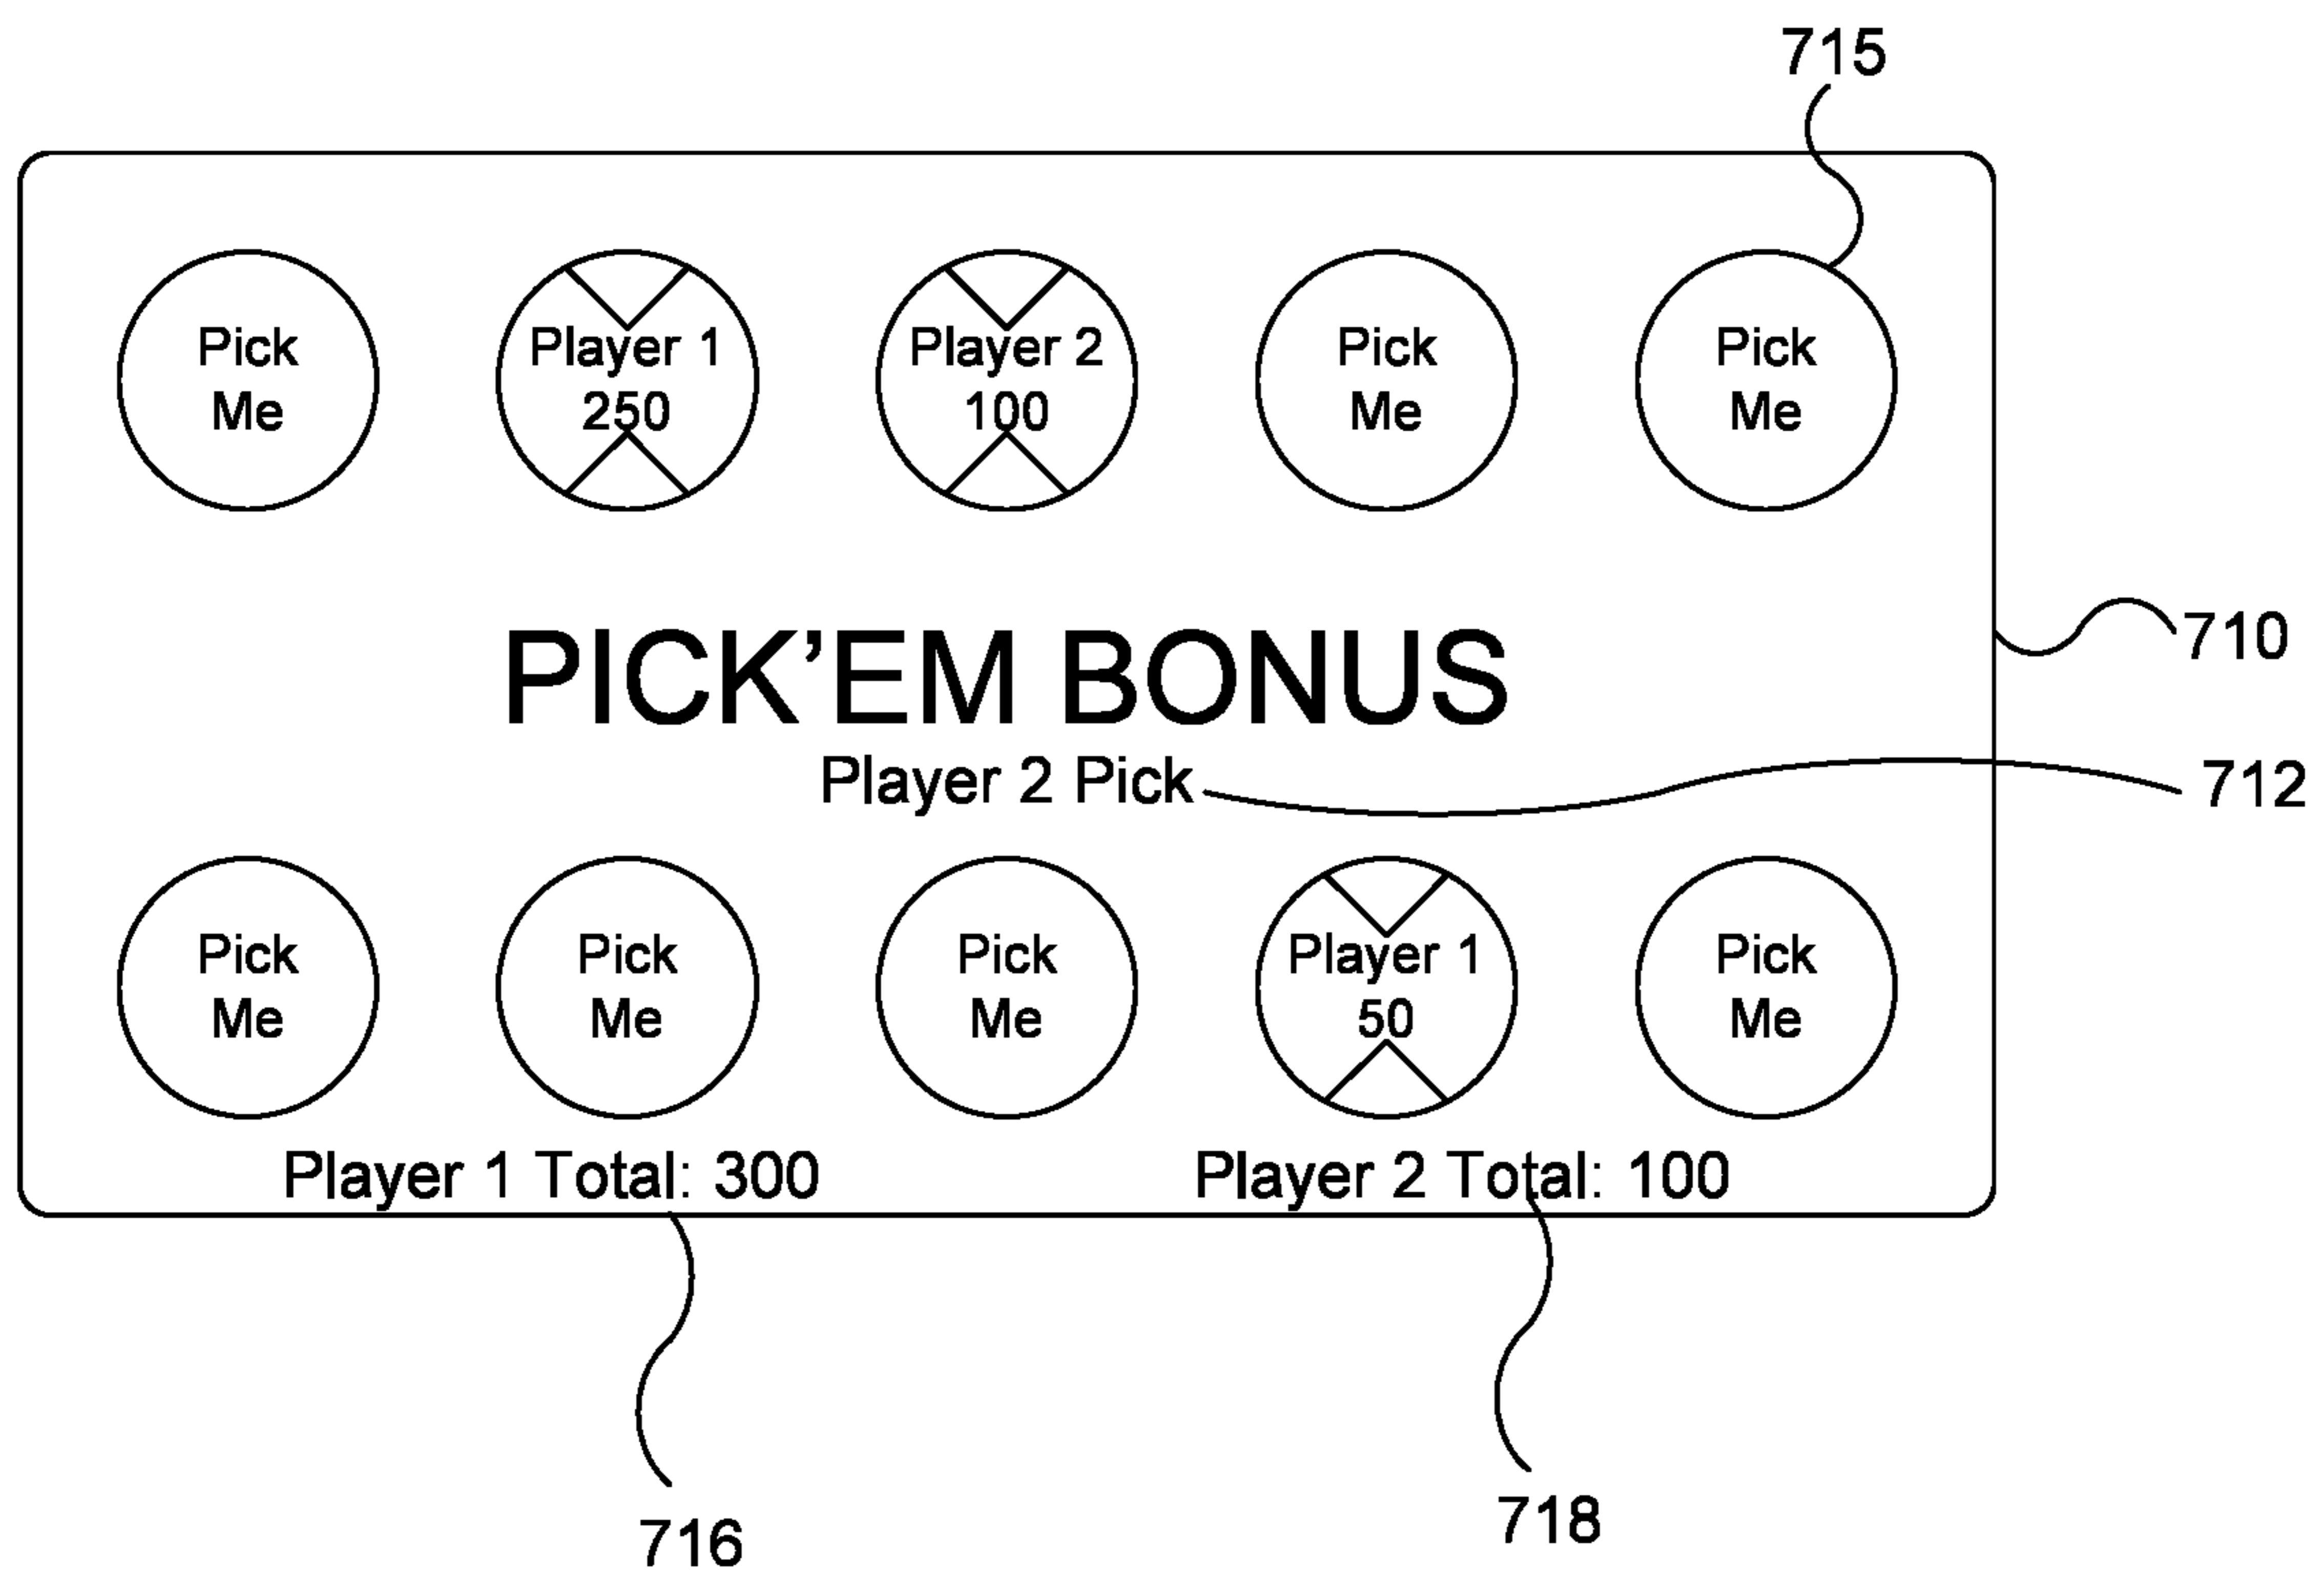 715
Pick
Me
Player 1
250
Player 2
100
Pick
Me
Pick
Me
PICK’EM BONUS
710
Player 2 Pick
712
Pick
Me
Pick
Me
Pick
Me
Player 1
50
Pick
Me
Player 1 Total: 300
Player 2 Total: 100
716
718